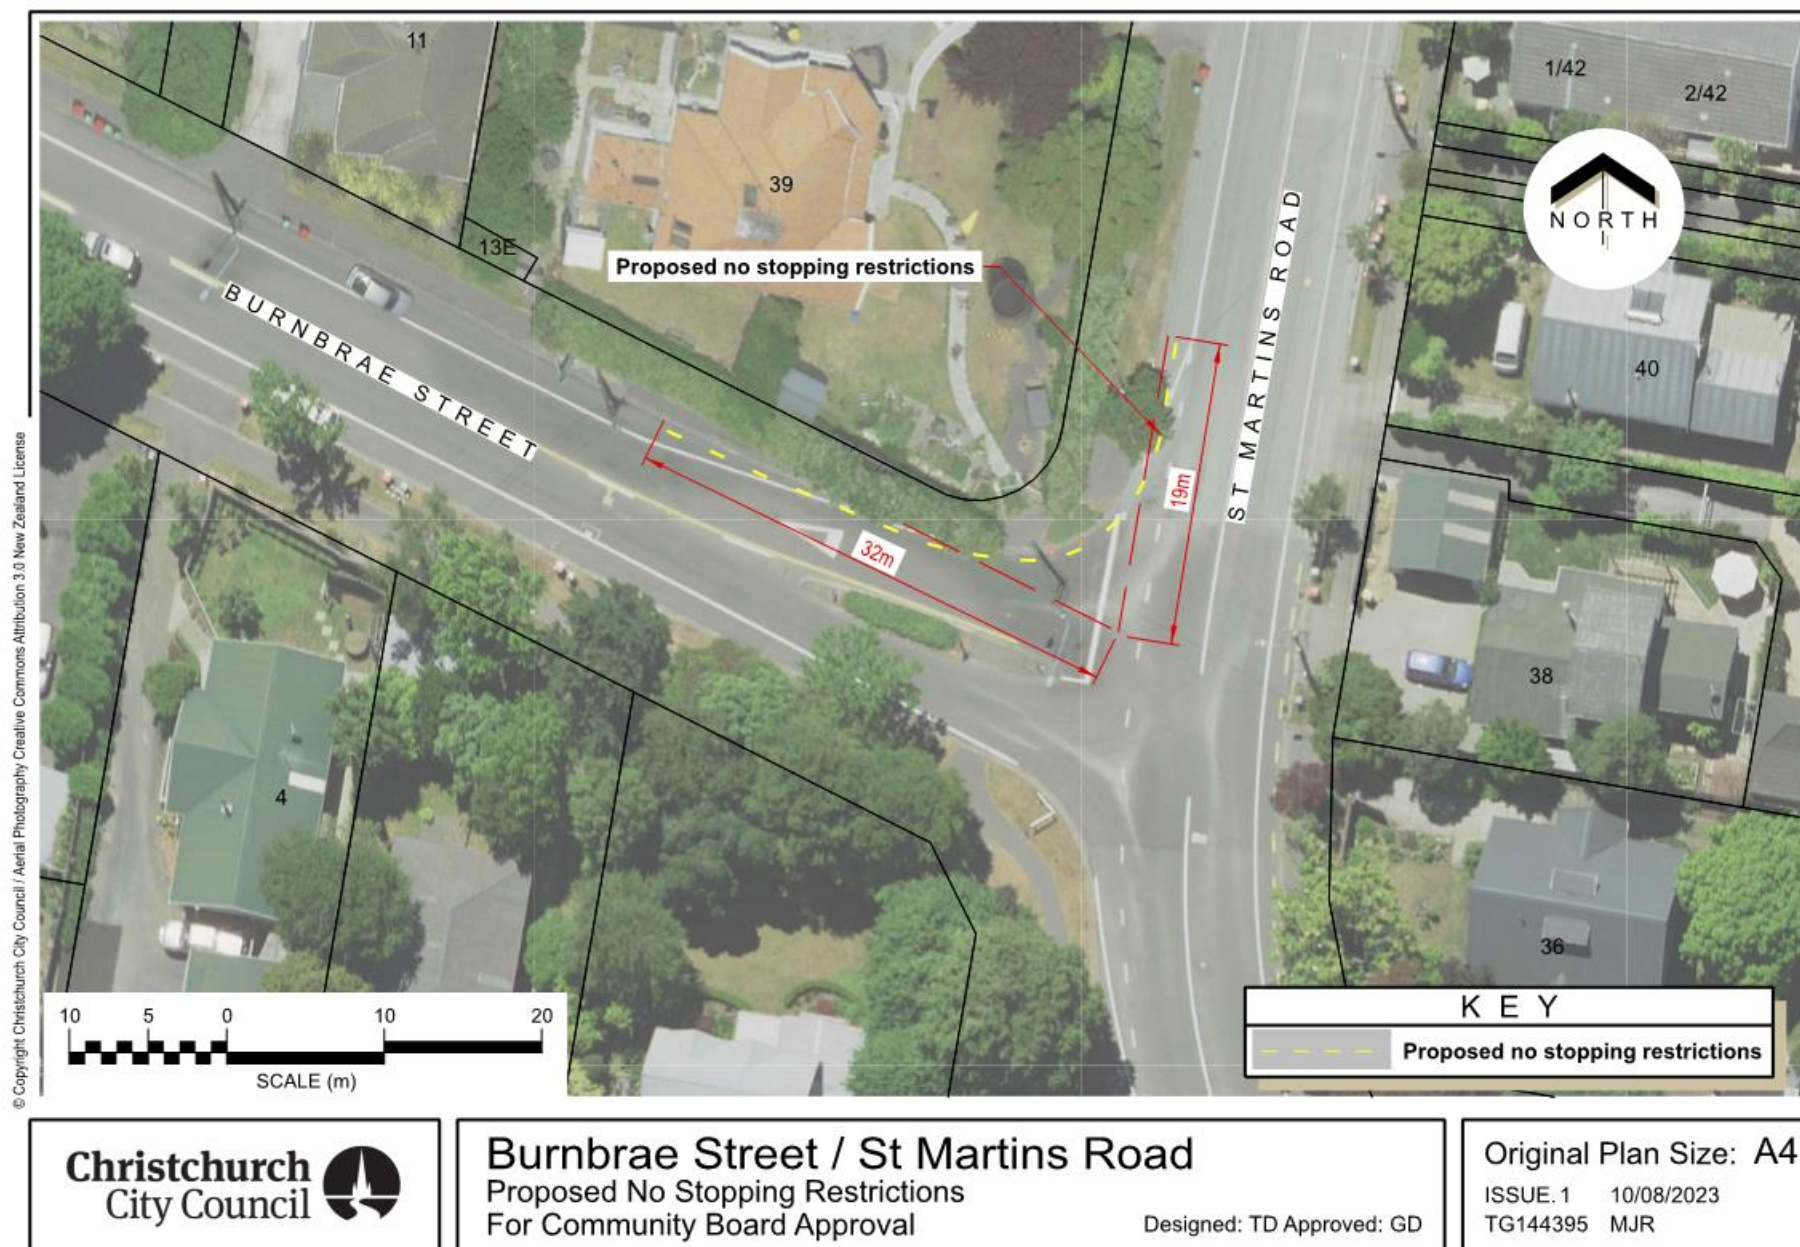 11
1/42
2/42
39
NORTH
13E
Proposed no stopping restrictions
BURNBRAE STREET
ST MARTINS ROAD
40
19m
32m
38
4
36
© Copyright Christchurch City Council / Aerial Photography Creative Commons Attribution 3.0 New Zealand License
10 5 0 10 20
SCALE (m)
KEY
Proposed no stopping restrictions
Christchurch
City Council
Burnbrae Street / St Martins Road
Proposed No Stopping Restrictions
For Community Board Approval
Designed: TD Approved: GD
Original Plan Size: A4
ISSUE. 1 10/08/2023
TG144395 MJR